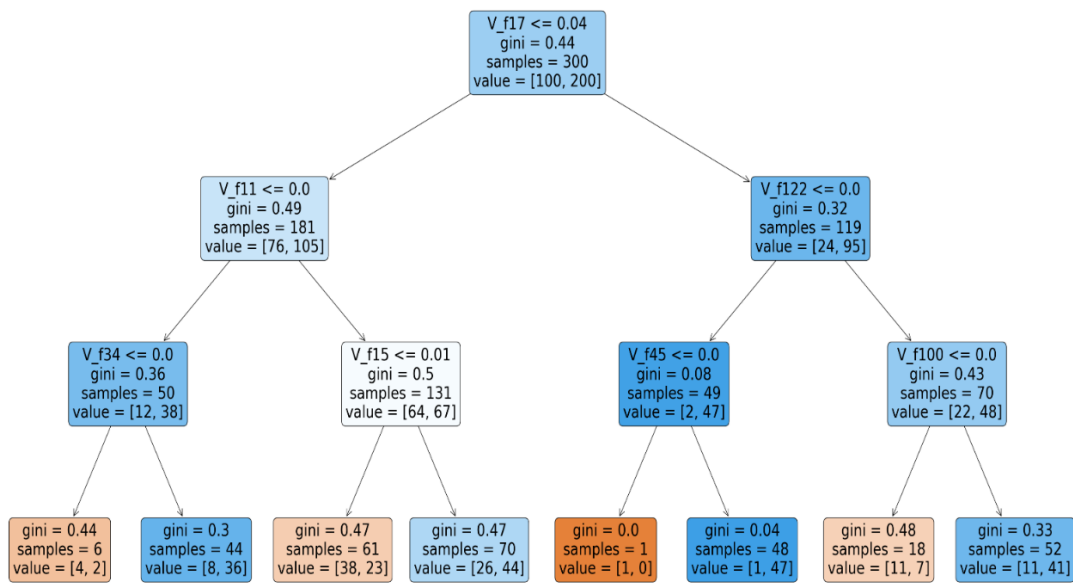 V_f17 <= 0.04
gini = 0.44
samples = 300
value = [100, 200]
V_f11 <= 0.0
gini = 0.49
samples = 181
value = [76, 105]
V_f122 <= 0.0
gini = 0.32
samples = 119
value = [24, 95]
V_f34 <= 0.0
gini = 0.36
samples = 50
value = [12, 38]
V_f15 <= 0.01
gini = 0.5
samples = 131
value = [64, 67]
V_f45 <= 0.0
gini = 0.08
samples = 49
value = [2, 47]
V_f100 <= 0.0
gini = 0.43
samples = 70
value = [22, 48]
gini = 0.44
samples = 6
value = [4, 2]
gini = 0.3
samples = 44
value = [8, 36]
gini = 0.47
samples = 61
value = [38, 23]
gini = 0.47
samples = 70
value = [26, 44]
gini = 0.0
samples = 1
value = [1, 0]
gini = 0.04
samples = 48
value = [1, 47]
gini = 0.48
samples = 18
value = [11, 7]
gini = 0.33
samples = 52
value = [11, 41]